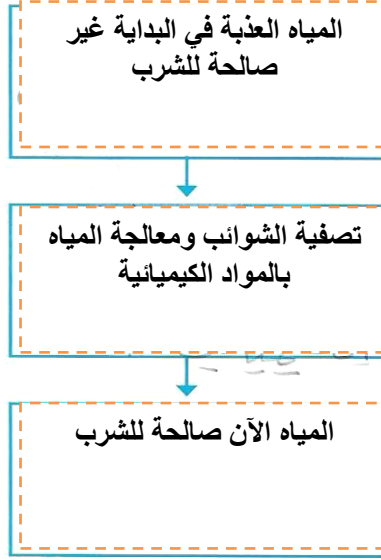 المياه العذبة في البداية غير
صالحة للشرب
تصفية الشوائب ومعالجة المياه
بالمواد الكيميائية
المياه الآن صالحة للشرب